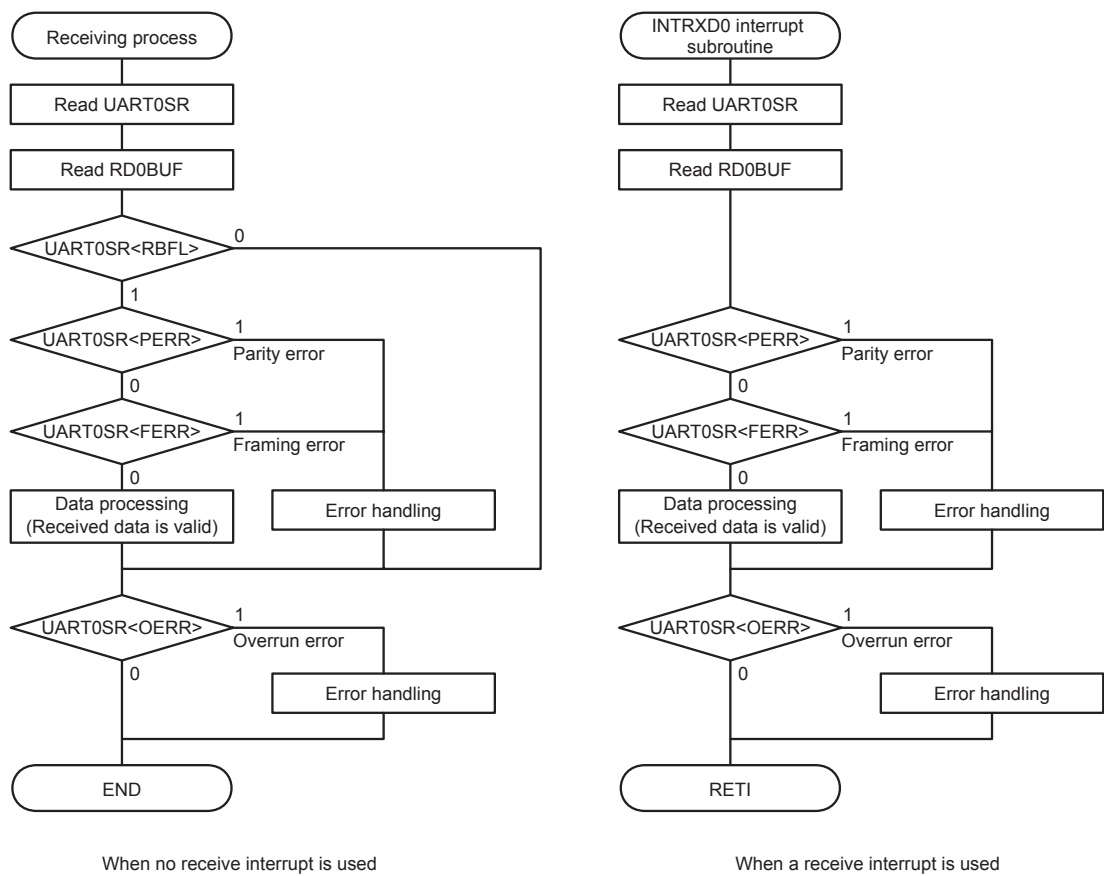 Receiving process
Read UART0SR
Read RD0BUF
UART0SR<RBFL>
0
1
UART0SR<PERR>
1
Parity error
0
UART0SR<FERR>
1
Framing error
0
Data processing
(Received data is valid)
Error handling
UART0SR<OERR>
1
Overrun error
0
Error handling
END
When no receive interrupt is used
INTRXD0 interrupt
subroutine
Read UART0SR
Read RD0BUF
UART0SR<PERR>
1
Parity error
0
UART0SR<FERR>
1
Framing error
0
Data processing
(Received data is valid)
Error handling
UART0SR<OERR>
1
Overrun error
0
Error handling
RETI
When a receive interrupt is used